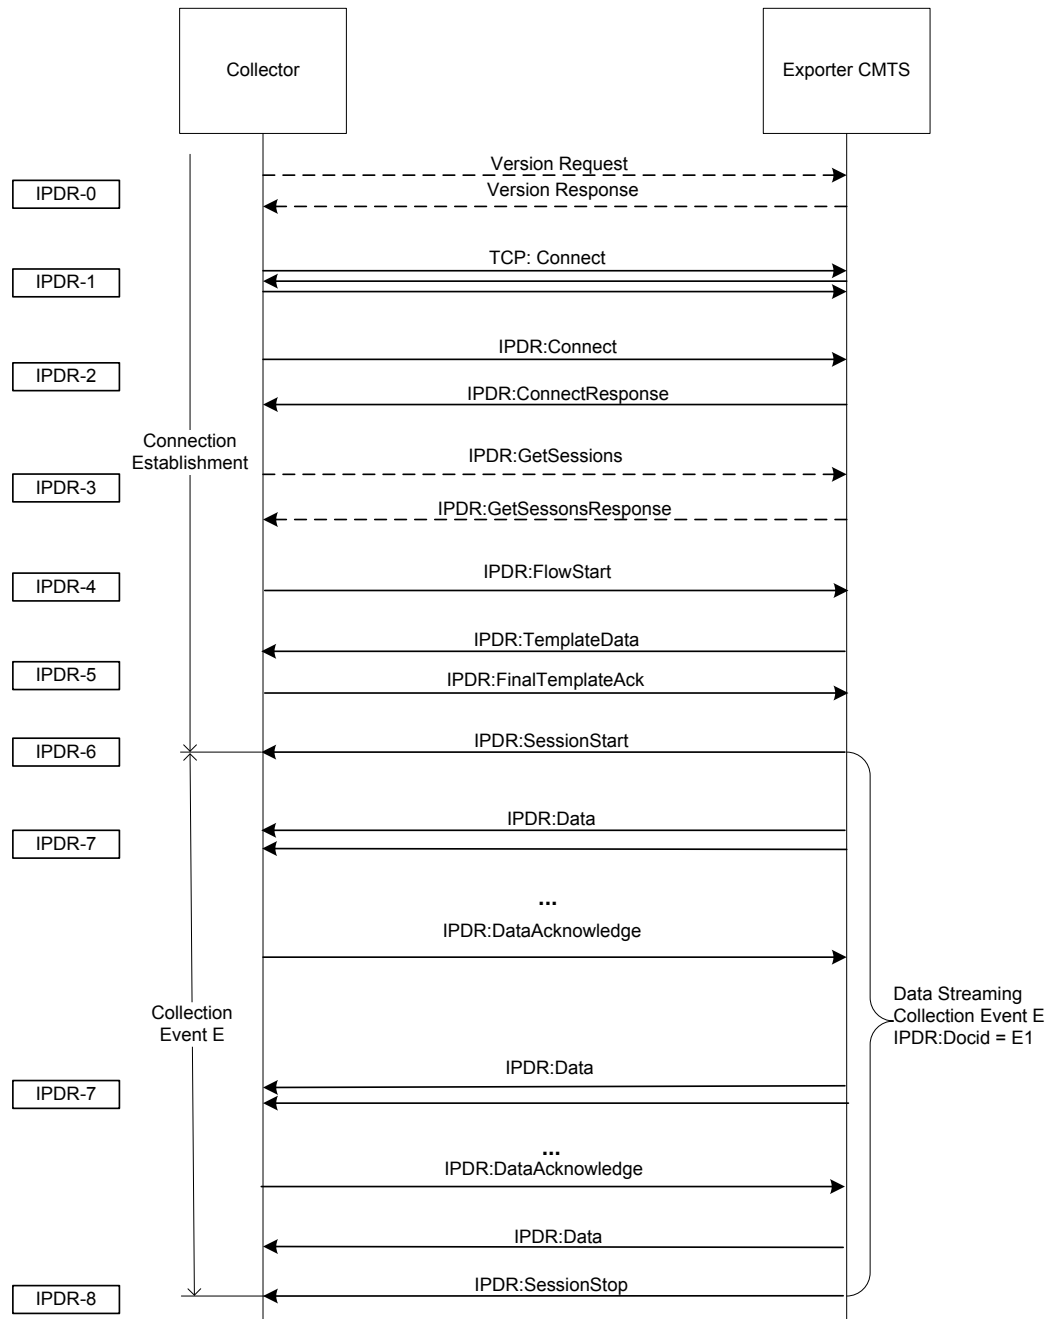 Collector
Exporter CMTS
Version Request
IPDR-0
Version Response
TCP: Connect
IPDR-1
IPDR:Connect
IPDR-2
IPDR:ConnectResponse
Connection
Establishment
IPDR:GetSessions
IPDR-3
IPDR:GetSessonsResponse
IPDR:FlowStart
IPDR-4
IPDR:TemplateData
IPDR-5
IPDR:FinalTemplateAck
IPDR:SessionStart
IPDR-6
IPDR:Data
IPDR-7
...
IPDR:DataAcknowledge
Collection
Event E
Data Streaming
Collection Event E
IPDR:Docid = E1
IPDR:Data
IPDR-7
...
IPDR:DataAcknowledge
IPDR:Data
IPDR:SessionStop
IPDR-8